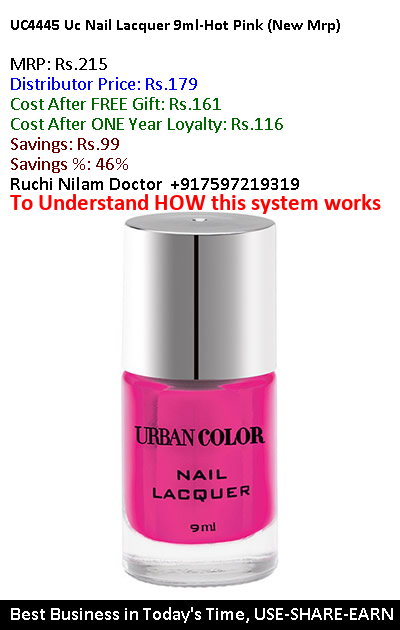 UC4445 Uc Nail Lacquer 9ml-Hot Pink (New Mrp)
MRP: Rs.215
Distributor Price: Rs.179
Cost After FREE Gift: Rs.161
Cost After ONE Year Loyalty: Rs.116
Savings: Rs.99
Savings %: 46%
Ruchi Nilam Doctor +917597219319
To Understand HOW this system works
URBAN COLOR
NAIL
LACQUER
9ml
Best Business in Today's Time, USE-SHARE-EARN